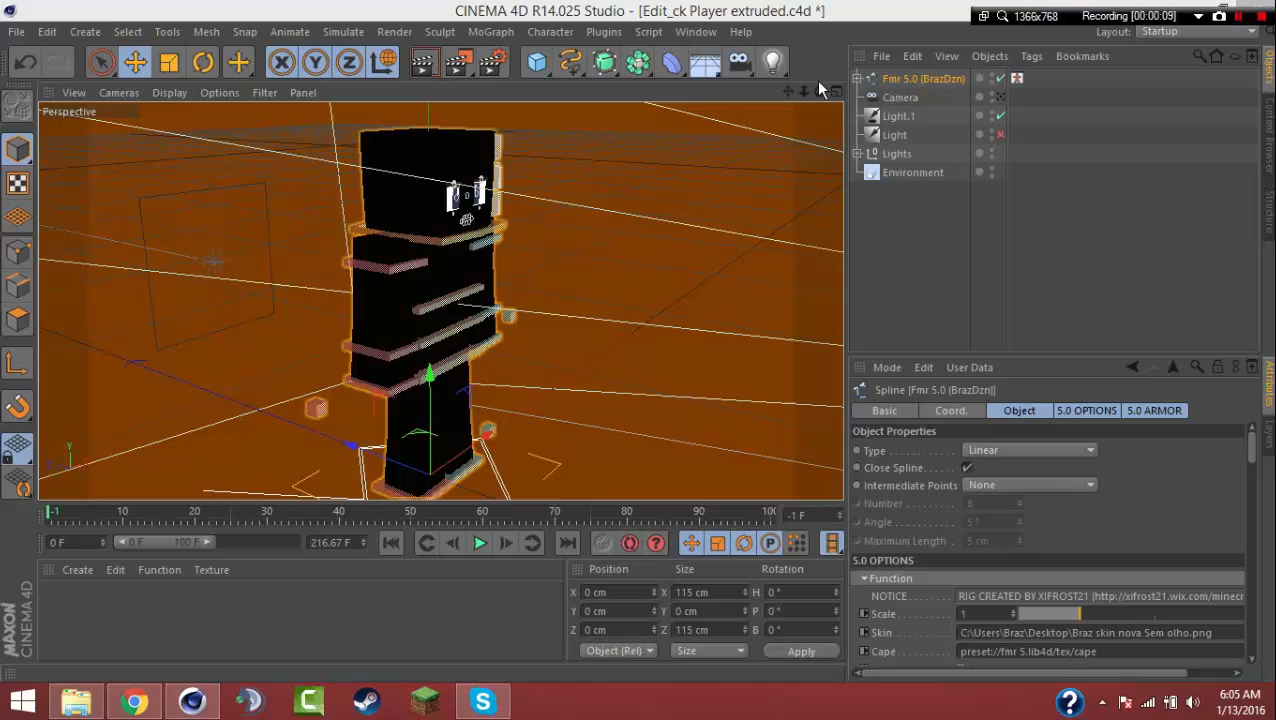 CINEMA 4D R14.025 Studio - [Edit_ck Player extruded.c4d *]
1366x768
Recording [00:00:09]
File Edit Create Select Tools Mesh Snap Animate Simulate Render Sculpt MoGraph Character Plugins Script Window Help
Layout: Startup
X Y Z
File Edit View Objects Tags Bookmarks
View Cameras Display Options Filter Panel
Perspective
Fmr 5.0 (BrazDzn)
Camera
Light.1
Light
Lights
Environment
Objects
Content Browser
Structure
Mode Edit User Data
Attributes
Layers
Spline [Fmr 5.0 (BrazDzn)]
Basic Coord. Object 5.0 OPTIONS 5.0 ARMOR
Object Properties
Type Linear
Close Spline
Intermediate Points None
Number 8
Angle 5 °
Maximum Length 5 cm
5.0 OPTIONS
Function
NOTICE RIG CREATED BY XIFROST21 (http://xifrost21.wix.com/minecr
Scale 1
Skin C:\Users\Braz\Desktop\Braz skin nova Sem olho.png
Cape preset://fmr 5.lib4d/tex/cape
Y
-1 10 20 30 40 50 60 70 80 90 100 -1 F
0 F 0 F 100 F 216.67 F
Create Edit Function Texture
Position Size Rotation
X 0 cm X 115 cm H 0 °
Y 0 cm Y 0 cm P 0 °
Z 0 cm Z 115 cm B 0 °
Object (Rel) Size Apply
MAXON
CINEMA 4D
6:05 AM
1/13/2016